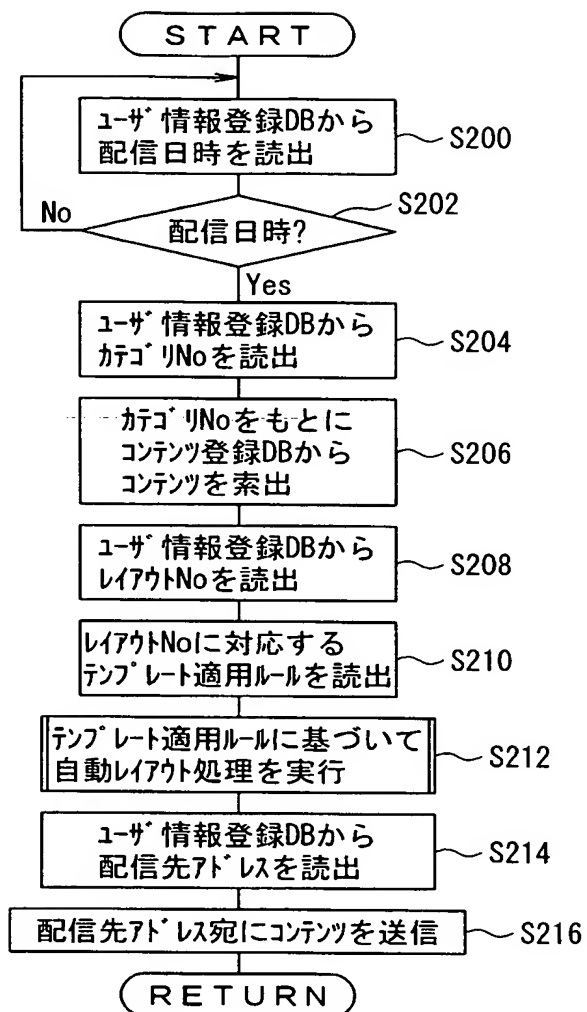 START
ユーザ情報登録DBから
配信日時を読出
S200
配信日時?
S202
No
Yes
ユーザ情報登録DBから
カテゴリNoを読出
S204
カテゴリNoをもとに
コンテンツ登録DBから
コンテンツを索出
S206
ユーザ情報登録DBから
レイアウトNoを読出
S208
レイアウトNoに対応する
テンプレート適用ルールを読出
S210
テンプレート適用ルールに基づいて
自動レイアウト処理を実行
S212
ユーザ情報登録DBから
配信先アドレスを読出
S214
配信先アドレス宛にコンテンツを送信
S216
RETURN